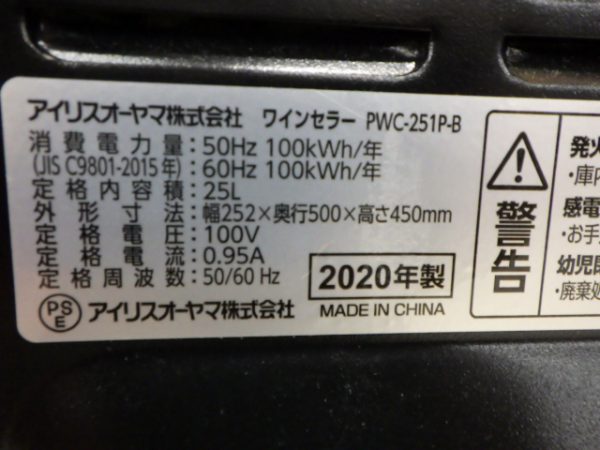 アイリスオーヤマ株式会社 ワインセラー PWC-251P-B
消費電力量:50Hz 100kWh/年
(JIS C9801-2015年):60Hz 100kWh/年
定格内容積:25L
外形寸法:幅252×奥行500×高さ450mm
定格電圧:100V
定格電流:0.95A
定格周波数:50/60 Hz
2020年製
PSE アイリスオーヤマ株式会社
MADE IN CHINA
警告
発火
・庫内
感電
・お手
幼児
・廃棄処